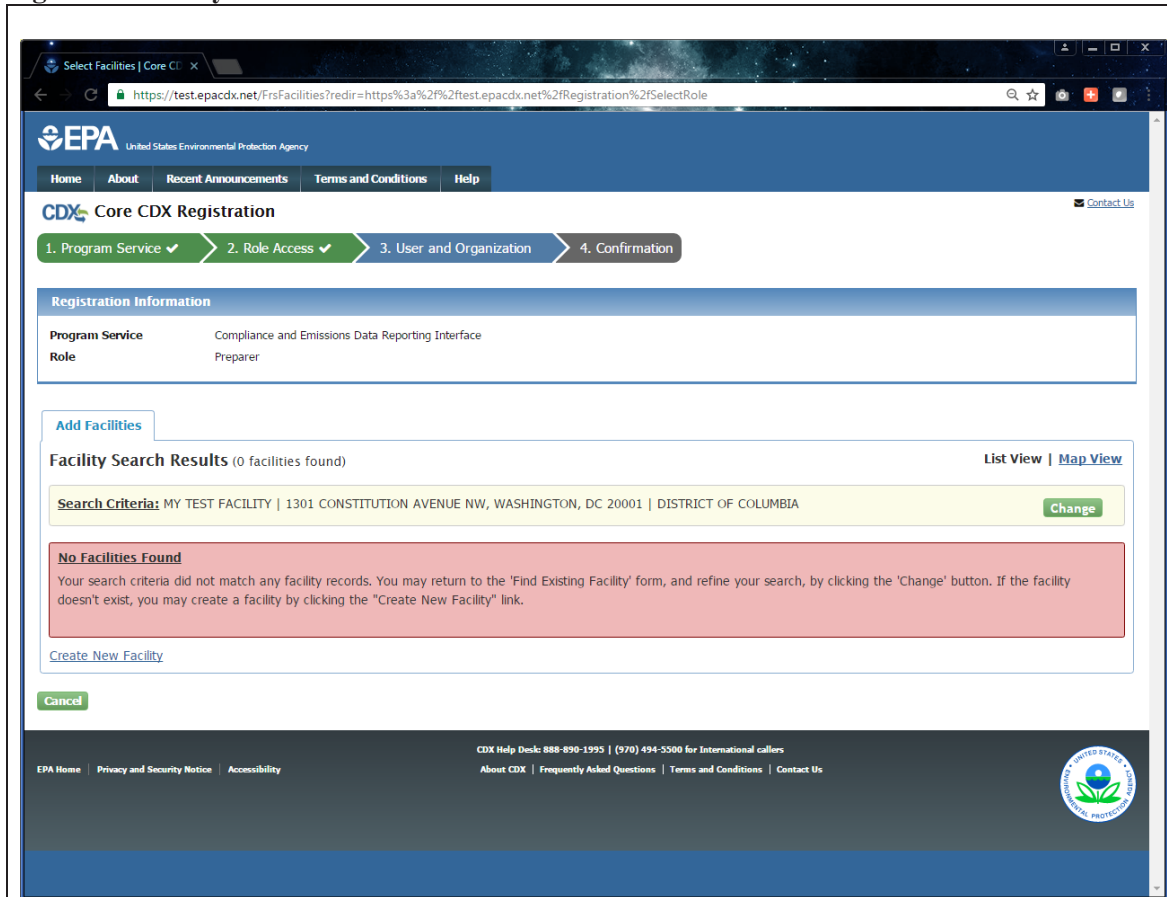 Select Facilities | Core CD
https://test.epacdx.net/FrsFacilities?redir=https%3a%2f%2ftest.epacdx.net%2fRegistration%2fSelectRole
EPA United States Environmental Protection Agency
Home About Recent Announcements Terms and Conditions Help
CDX Core CDX Registration Contact Us
1. Program Service ✔ 2. Role Access ✔ 3. User and Organization 4. Confirmation
Registration Information
Program Service Compliance and Emissions Data Reporting Interface
Role Preparer
Add Facilities
Facility Search Results (0 facilities found) List View | Map View
Search Criteria: MY TEST FACILITY | 1301 CONSTITUTION AVENUE NW, WASHINGTON, DC 20001 | DISTRICT OF COLUMBIA Change
No Facilities Found
Your search criteria did not match any facility records. You may return to the 'Find Existing Facility' form, and refine your search, by clicking the 'Change' button. If the facility
doesn't exist, you may create a facility by clicking the "Create New Facility" link.
Create New Facility
Cancel
CDX Help Desk: 888-890-1995 | (970) 494-5500 for International callers
EPA Home | Privacy and Security Notice | Accessibility About CDX | Frequently Asked Questions | Terms and Conditions | Contact Us
UNITED STATES ENVIRONMENTAL PROTECTION AGENCY